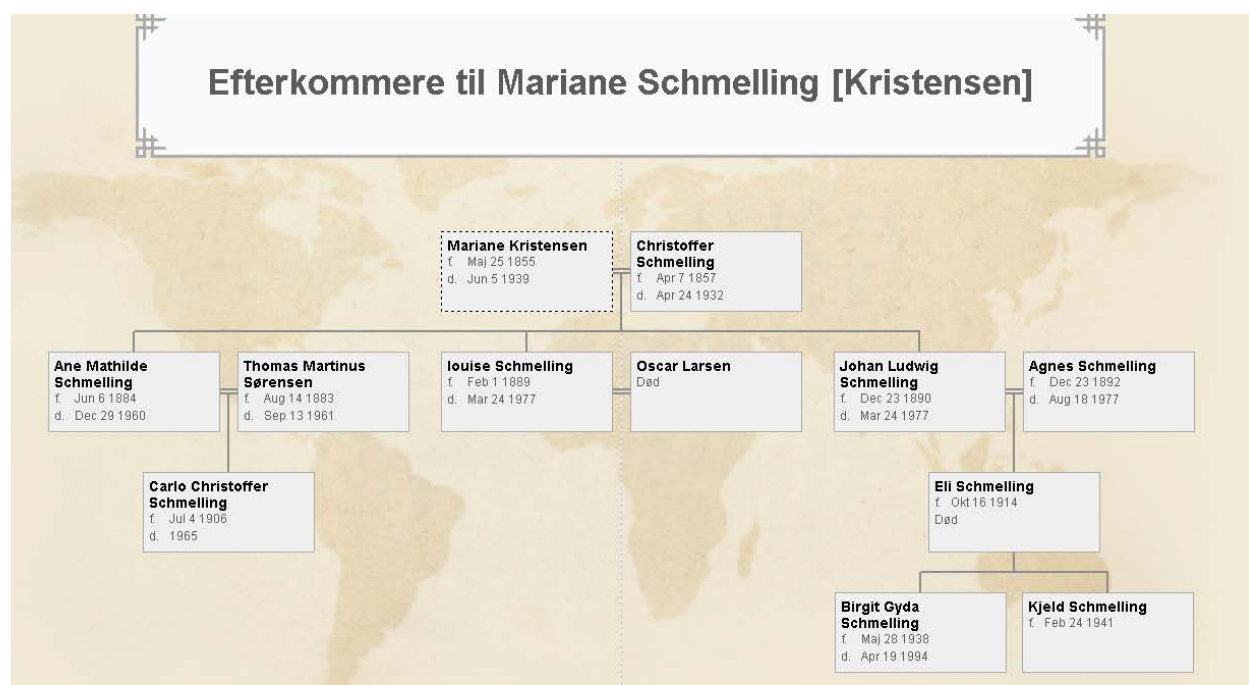 Efterkommere til Mariane Schmelling [Kristensen]
Mariane Kristensen
f. Maj 25 1855
d. Jun 5 1939
Christoffer
Schmelling
f. Apr 7 1857
d. Apr 24 1932
Ane Mathilde
Schmelling
f. Jun 6 1884
d. Dec 29 1960
Thomas Martinus
Sørensen
f. Aug 14 1883
d. Sep 13 1961
louise Schmelling
f. Feb 1 1889
d. Mar 24 1977
Oscar Larsen
Død
Johan Ludwig
Schmelling
f. Dec 23 1890
d. Mar 24 1977
Agnes Schmelling
f. Dec 23 1892
d. Aug 18 1977
Carlo Christoffer
Schmelling
f. Jul 4 1906
d. 1965
Eli Schmelling
f. Okt 16 1914
Død
Birgit Gyda
Schmelling
f. Maj 28 1938
d. Apr 19 1994
Kjeld Schmelling
f. Feb 24 1941